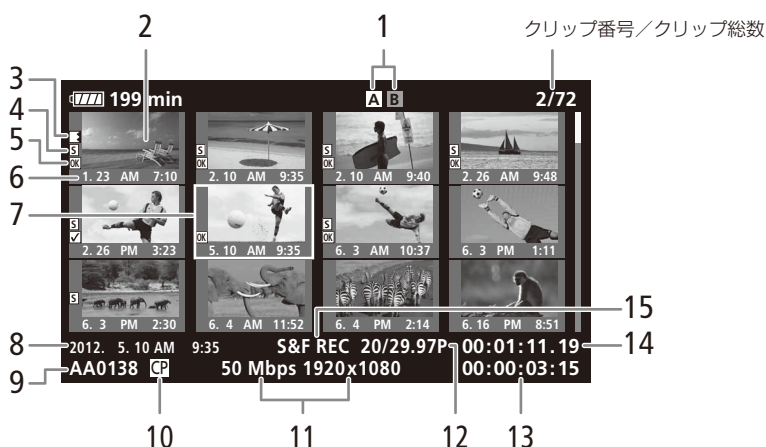 2
1
クリップ番号／クリップ総数
3
4
5
6
7
199 min
A B
2/72
S
OK
1. 23 AM 7:10
2. 10 AM 9:35
S
OK
2. 10 AM 9:40
S
OK
2. 26 AM 9:48
S
✓
2. 26 PM 3:23
OK
5. 10 AM 9:35
S
OK
6. 3 AM 10:37
6. 3 PM 1:11
S
6. 3 PM 2:30
6. 4 AM 11:52
6. 4 PM 2:14
6. 16 PM 8:51
15
8
2012. 5. 10 AM 9:35
S&F REC 20/29.97P
00:01:11.19
14
9
AA0138 CP
50 Mbps 1920x1080
00:00:03:15
10
11
12
13